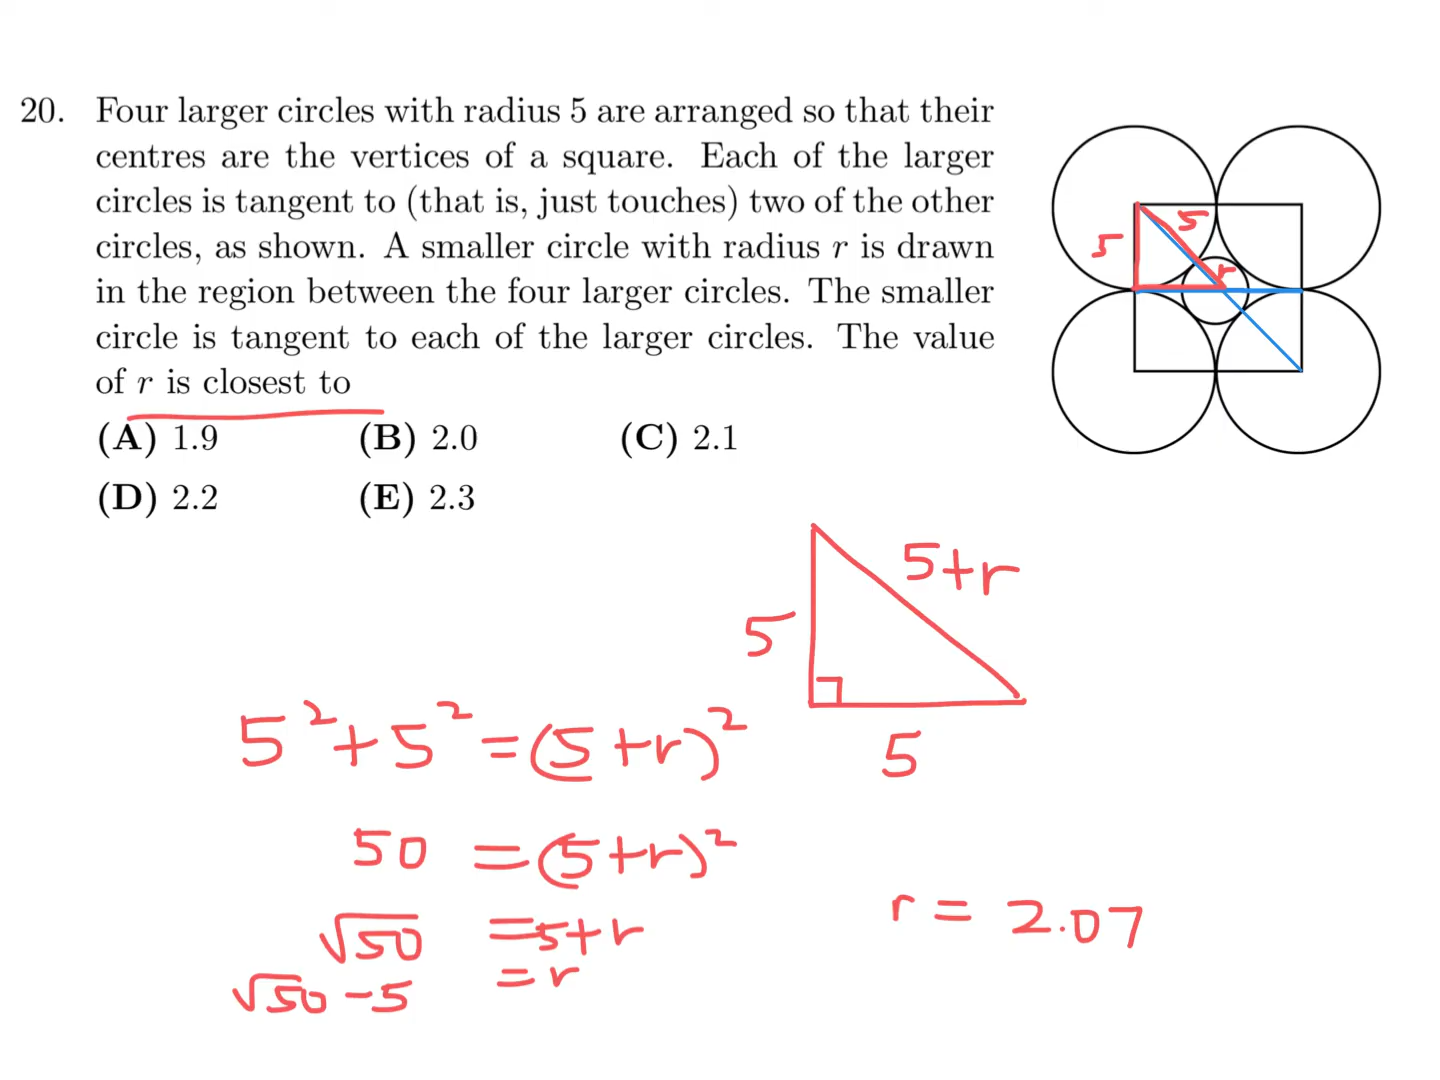 20. Four larger circles with radius 5 are arranged so that their
centres are the vertices of a square. Each of the larger
circles is tangent to (that is, just touches) two of the other
circles, as shown. A smaller circle with radius r is drawn
in the region between the four larger circles. The smaller
circle is tangent to each of the larger circles. The value
of r is closest to
(A) 1.9 (B) 2.0 (C) 2.1
(D) 2.2 (E) 2.3
5
5
r
5+r
5
5
5² + 5² = (5 + r)²
50 = (5 + r)²
√50 = 5 + r
√50 - 5 = r
r = 2.07